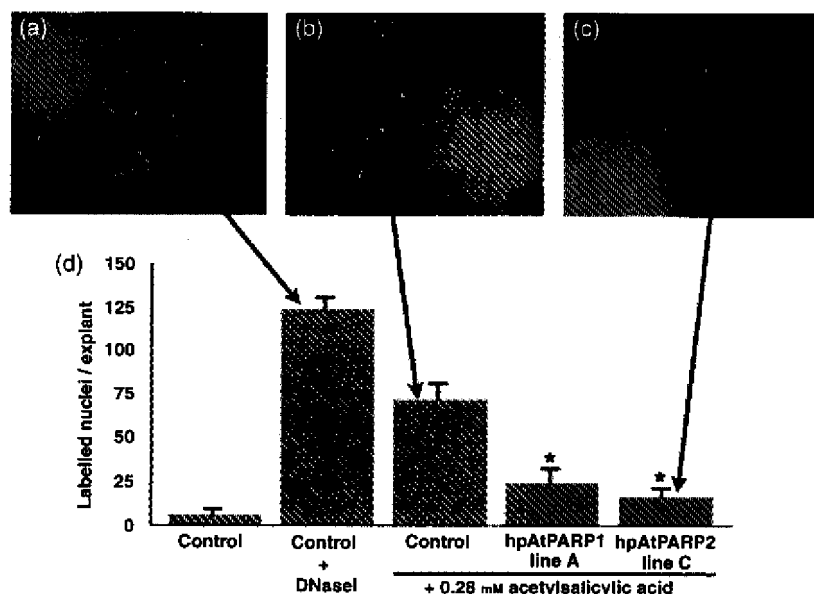 (a)
(b)
(c)
(d)
150
125
100
75
50
25
0
Labelled nuclei / explant
*
*
Control
Control + DNaseI
Control
hpAtPARP1 line A
hpAtPARP2 line C
+ 0.28 mM acetylsalicylic acid